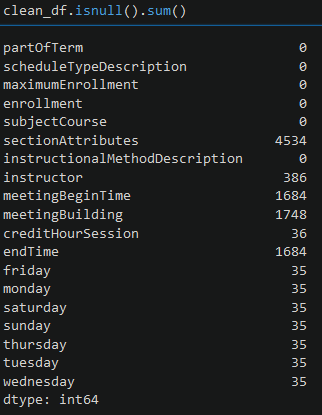 clean_df.isnull().sum()
partOfTerm 0
scheduleTypeDescription 0
maximumEnrollment 0
enrollment 0
subjectCourse 0
sectionAttributes 4534
instructionalMethodDescription 0
instructor 386
meetingBeginTime 1684
meetingBuilding 1748
creditHourSession 36
endTime 1684
friday 35
monday 35
saturday 35
sunday 35
thursday 35
tuesday 35
wednesday 35
dtype: int64